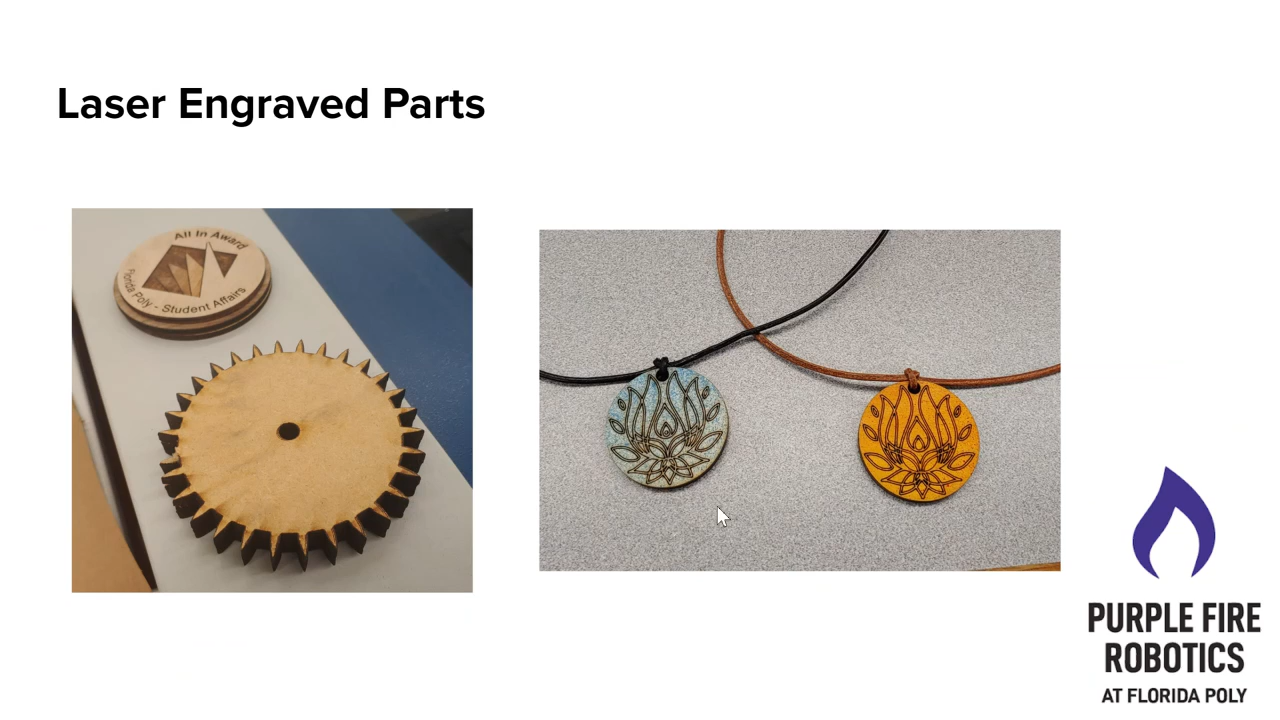 Laser Engraved Parts
All In Award
Florida Poly - Student Affairs
PURPLE FIRE
ROBOTICS
AT FLORIDA POLY